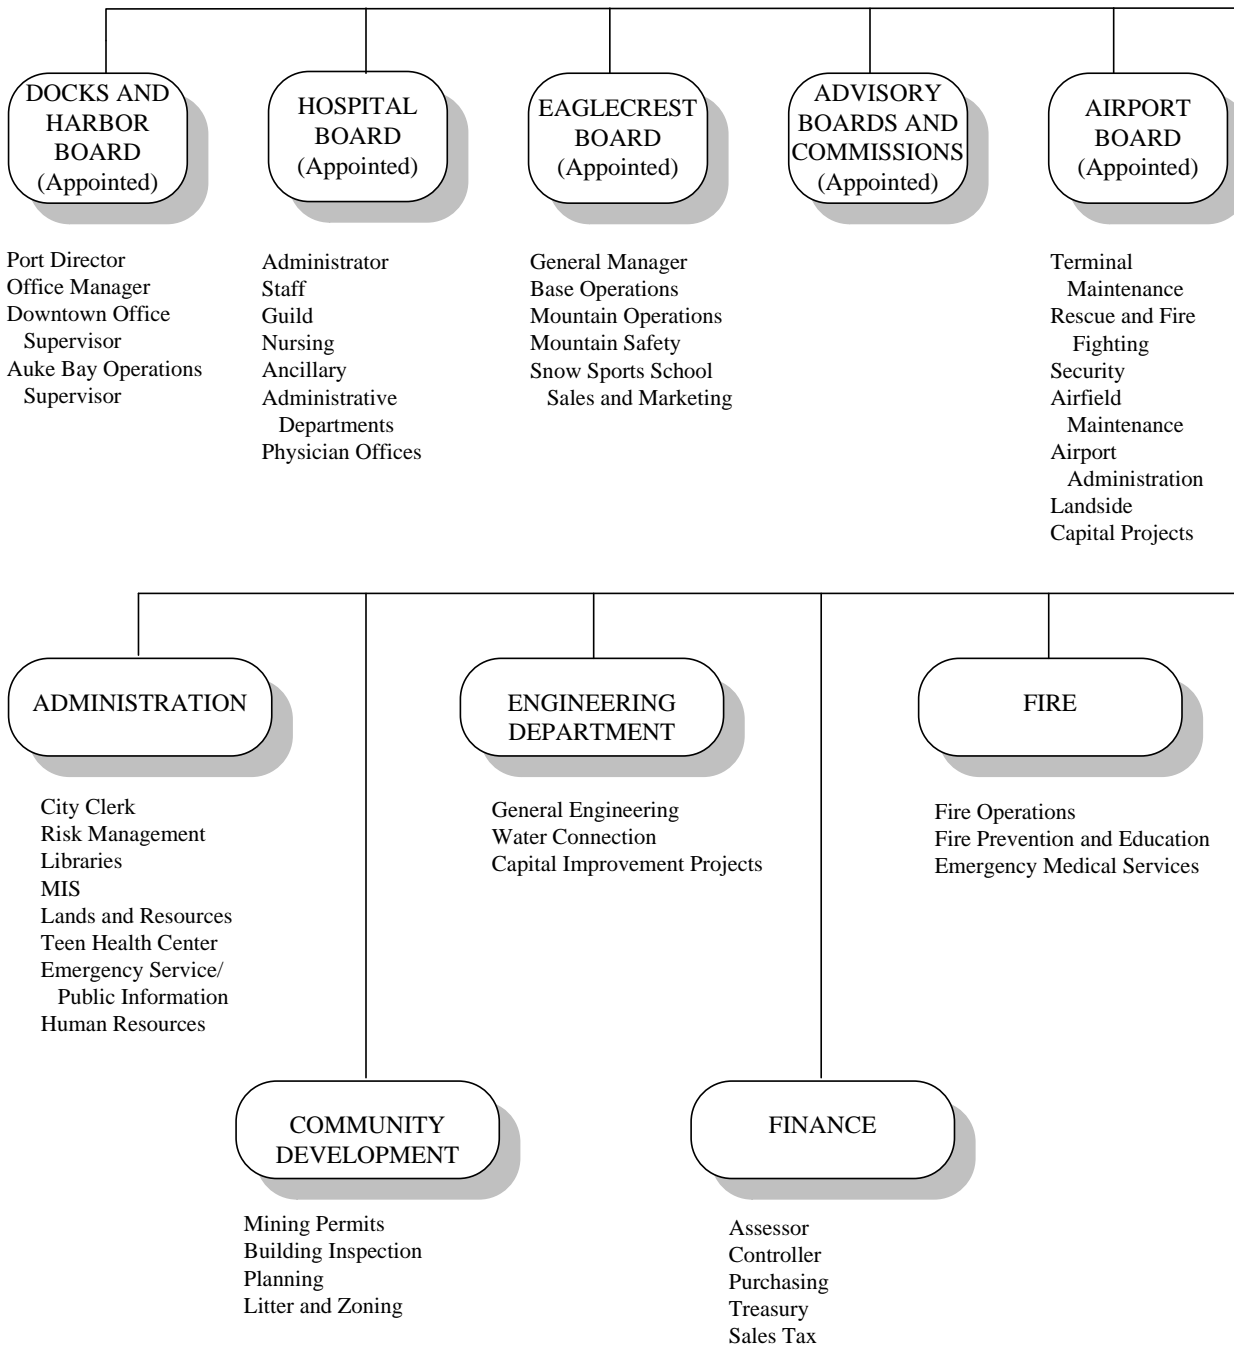 DOCKS AND
HARBOR
BOARD
(Appointed)
HOSPITAL
BOARD
(Appointed)
EAGLECREST
BOARD
(Appointed)
ADVISORY
BOARDS AND
COMMISSIONS
(Appointed)
AIRPORT
BOARD
(Appointed)
Port Director
Office Manager
Downtown Office
Supervisor
Auke Bay Operations
Supervisor
Administrator
Staff
Guild
Nursing
Ancillary
Administrative
Departments
Physician Offices
General Manager
Base Operations
Mountain Operations
Mountain Safety
Snow Sports School
Sales and Marketing
Terminal
Maintenance
Rescue and Fire
Fighting
Security
Airfield
Maintenance
Airport
Administration
Landside
Capital Projects
ADMINISTRATION
City Clerk
Risk Management
Libraries
MIS
Lands and Resources
Teen Health Center
Emergency Service/
Public Information
Human Resources
ENGINEERING
DEPARTMENT
General Engineering
Water Connection
Capital Improvement Projects
FIRE
Fire Operations
Fire Prevention and Education
Emergency Medical Services
COMMUNITY
DEVELOPMENT
Mining Permits
Building Inspection
Planning
Litter and Zoning
FINANCE
Assessor
Controller
Purchasing
Treasury
Sales Tax